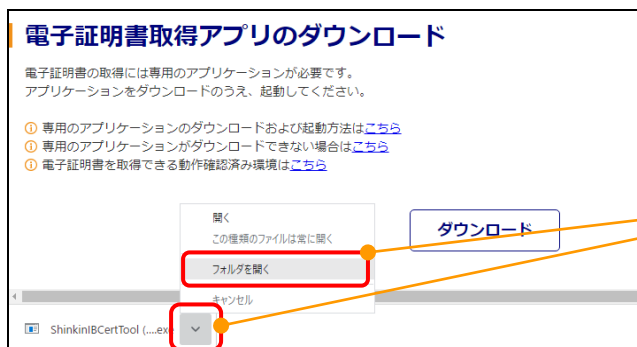 電子証明書取得アプリのダウンロード
電子証明書の取得には専用のアプリケーションが必要です。
アプリケーションをダウンロードのうえ、起動してください。
専用のアプリケーションのダウンロードおよび起動方法はこちら
専用のアプリケーションがダウンロードできない場合はこちら
電子証明書を取得できる動作確認済み環境はこちら
開く
この種類のファイルは常に開く
フォルダを開く
キャンセル
ダウンロード
ShinkinIBCertTool (....exe